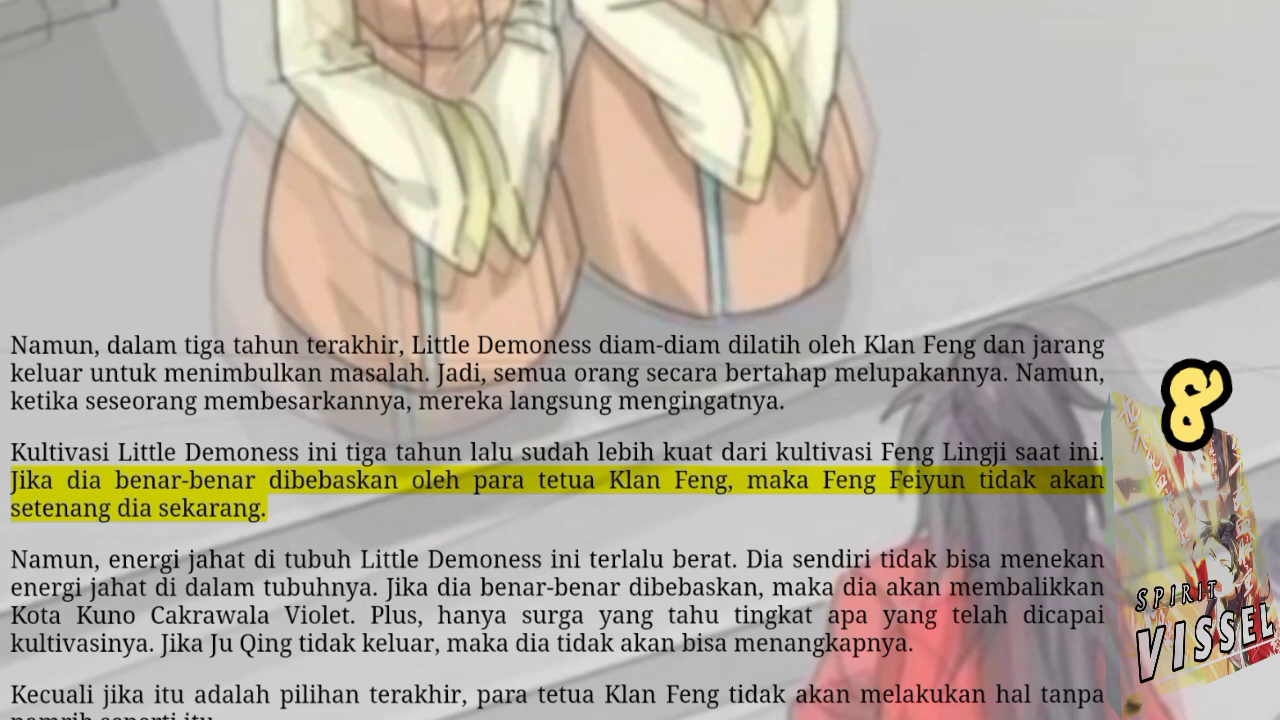 Namun, dalam tiga tahun terakhir, Little Demoness diam-diam dilatih oleh Klan Feng dan jarang
keluar untuk menimbulkan masalah. Jadi, semua orang secara bertahap melupakannya. Namun,
ketika seseorang membesarkannya, mereka langsung mengingatnya.
Kultivasi Little Demoness ini tiga tahun lalu sudah lebih kuat dari kultivasi Feng Lingji saat ini.
Jika dia benar-benar dibebaskan oleh para tetua Klan Feng, maka Feng Feiyun tidak akan
setenang dia sekarang.
Namun, energi jahat di tubuh Little Demoness ini terlalu berat. Dia sendiri tidak bisa menekan
energi jahat di dalam tubuhnya. Jika dia benar-benar dibebaskan, maka dia akan membalikkan
Kota Kuno Cakrawala Violet. Plus, hanya surga yang tahu tingkat apa yang telah dicapai
kultivasinya. Jika Ju Qing tidak keluar, maka dia tidak akan bisa menangkapnya.
Kecuali jika itu adalah pilihan terakhir, para tetua Klan Feng tidak akan melakukan hal tanpa
pamrih seperti itu.
8
SPIRIT
VISSEL